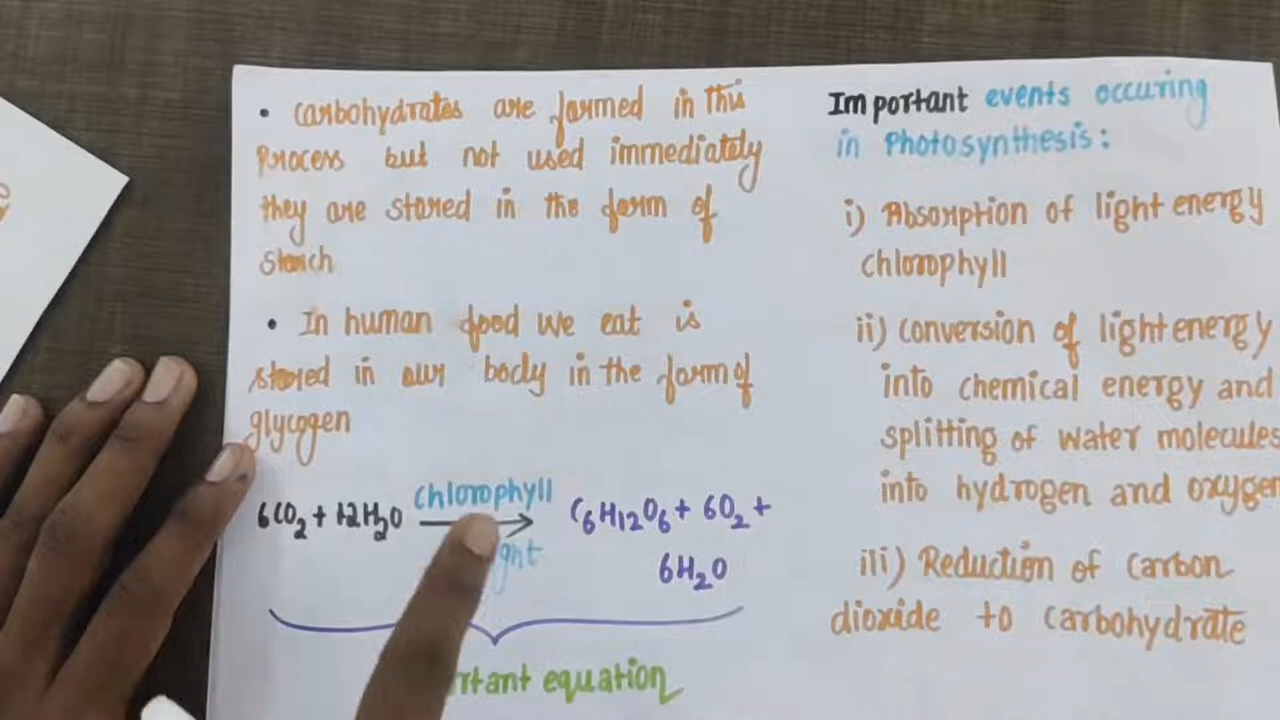 • Carbohydrates are formed in this
Process but not used immediately
they are stored in the form of
starch
• In human food we eat is
stored in our body in the form of
glycogen
6CO₂ + 12H₂O chlorophyll → C₆H₁₂O₆ + 6O₂ +
6H₂O
equation
Important events occuring
in Photosynthesis:
i) Absorption of light energy
chlorophyll
ii) conversion of light energy
into chemical energy and
splitting of water molecules
into hydrogen and oxygen
iii) Reduction of carbon
dioxide to carbohydrate